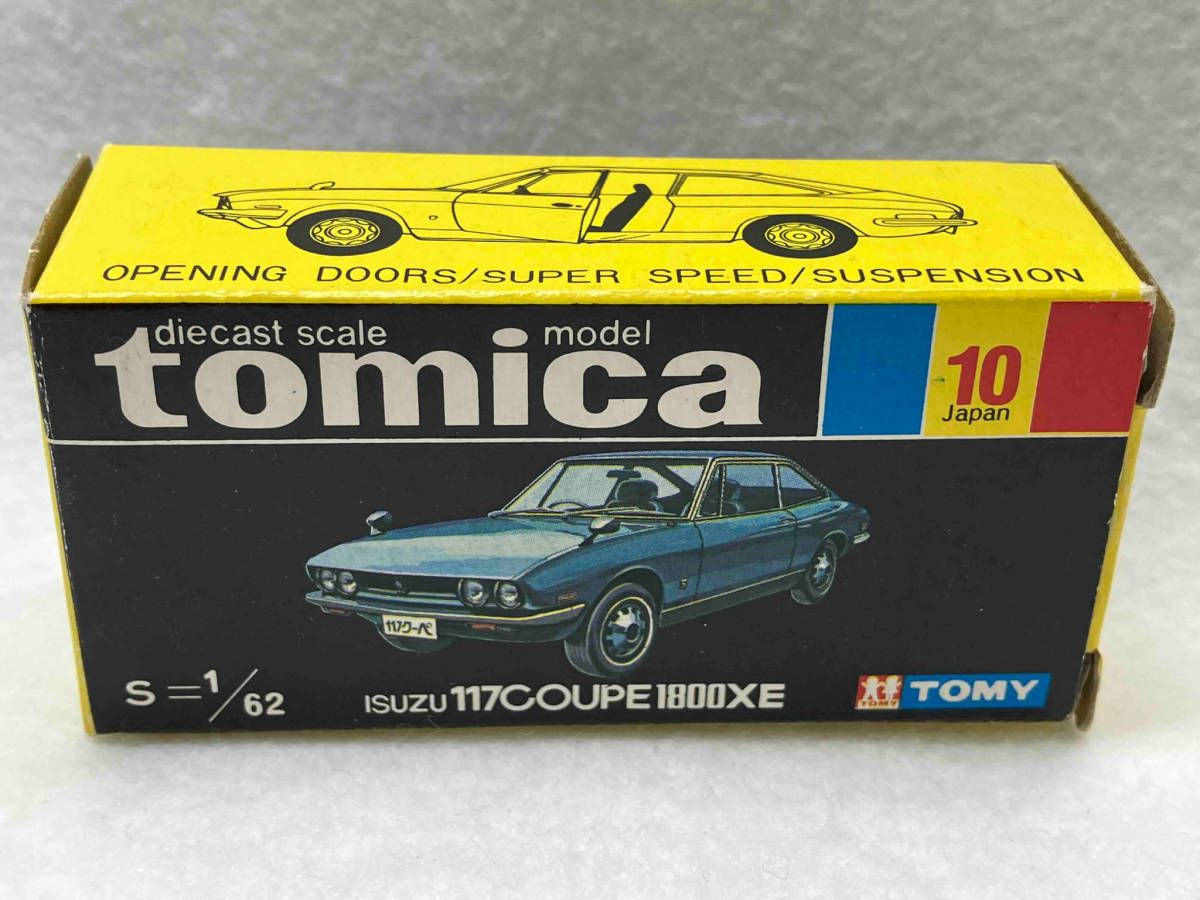 OPENING DOORS/SUPER SPEED/SUSPENSION
diecast scale model
tomica
10
Japan
117クーペ
S=1/62
ISUZU 117COUPE 1800XE
TOMY
TOMY